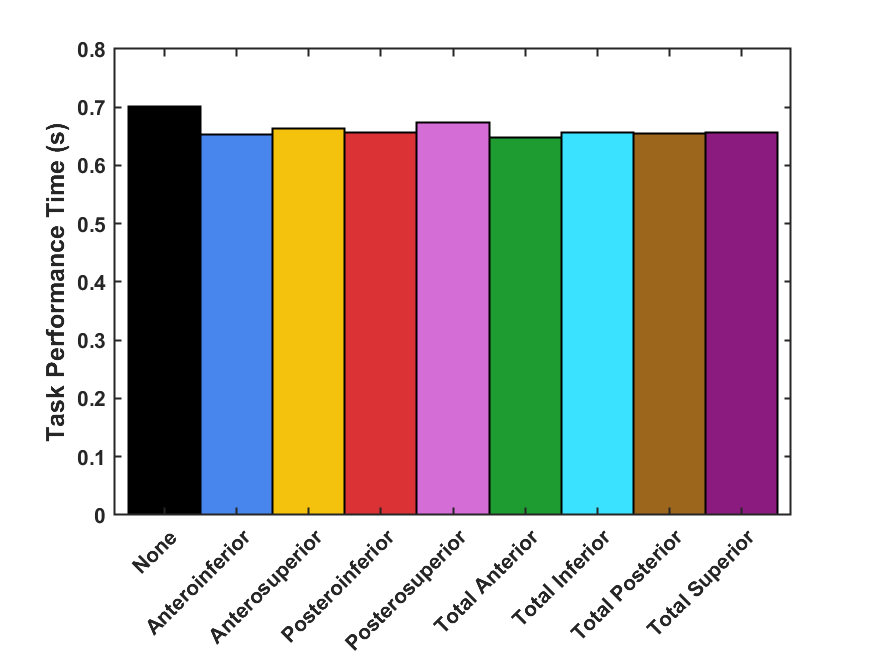 Task Performance Time (s)
0.8
0.7
0.6
0.5
0.4
0.3
0.2
0.1
0
None
Anteroinferior
Anterosuperior
Posteroinferior
Posterosuperior
Total Anterior
Total Inferior
Total Posterior
Total Superior